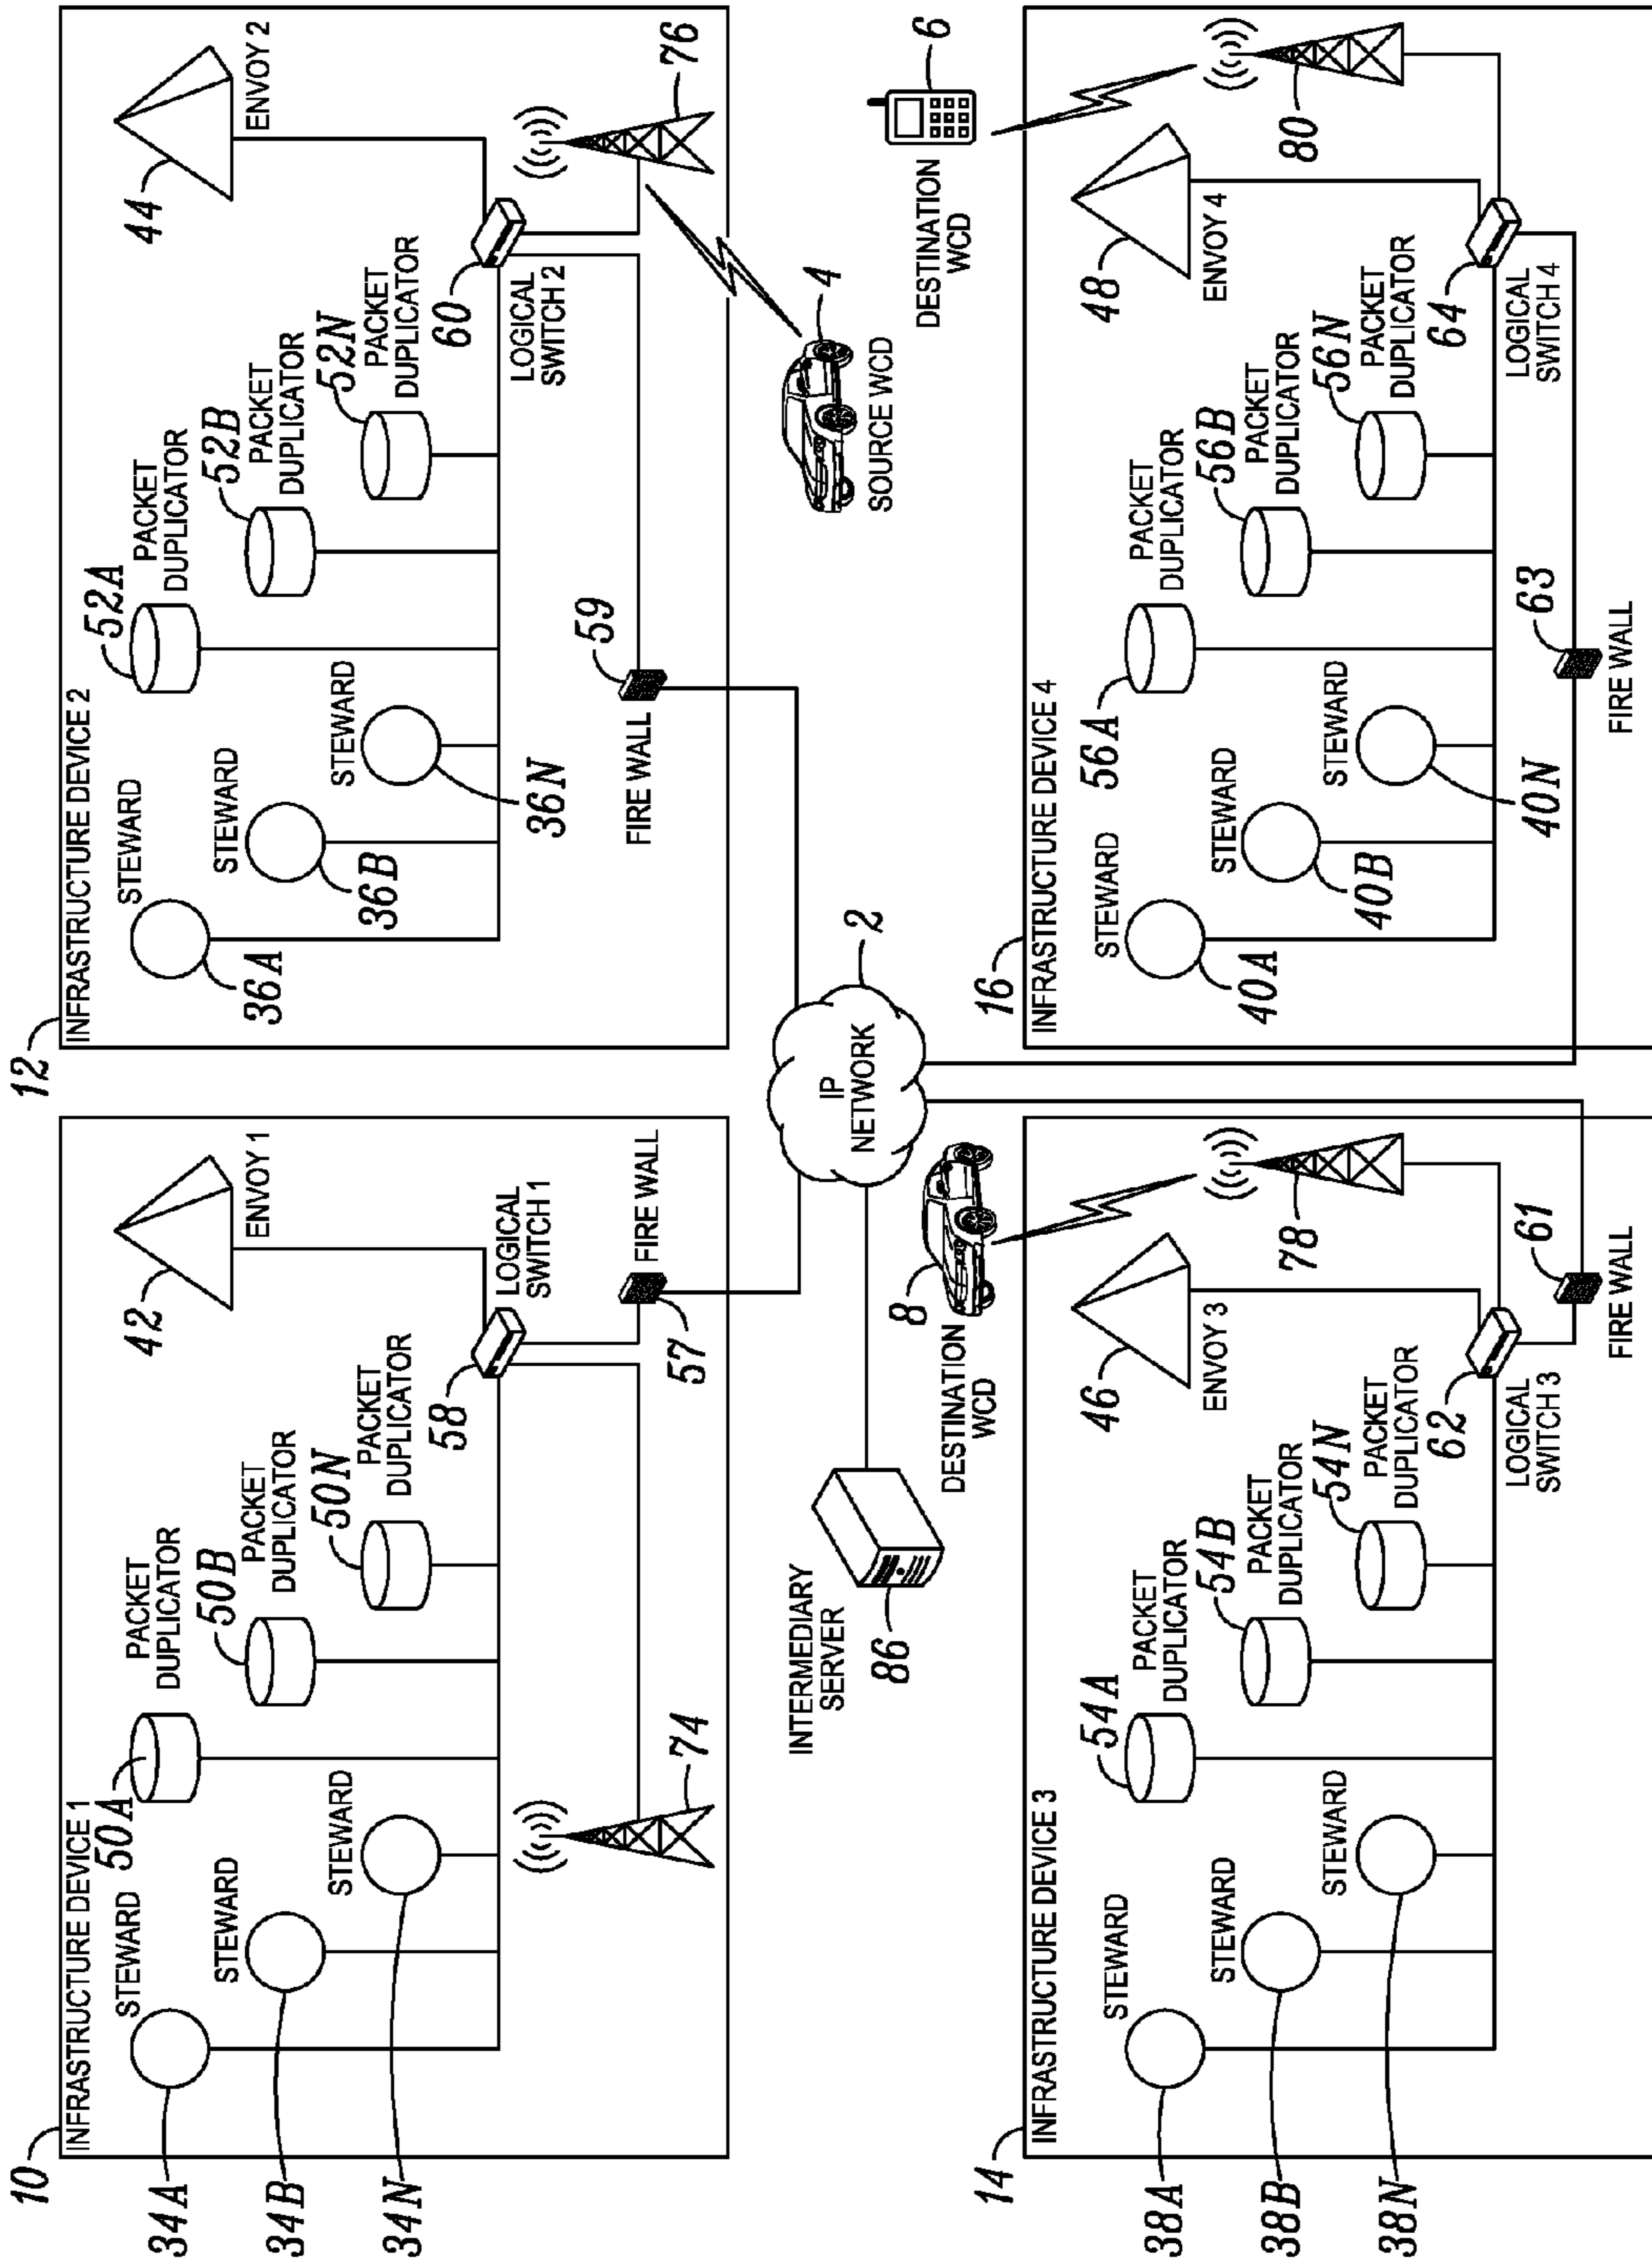 10
INFRASTRUCTURE DEVICE 1
STEWARD
34A
STEWARD
34B
STEWARD
34N
50A
PACKET
DUPLICATOR
50B
PACKET
DUPLICATOR
50N
PACKET
DUPLICATOR
42
ENVOY 1
58
LOGICAL
SWITCH 1
57
FIRE WALL
74
12
INFRASTRUCTURE DEVICE 2
STEWARD
36A
STEWARD
36B
STEWARD
36N
52A
PACKET
DUPLICATOR
52B
PACKET
DUPLICATOR
52N
PACKET
DUPLICATOR
44
ENVOY 2
60
LOGICAL
SWITCH 2
59
FIRE WALL
76
INTERMEDIARY
SERVER
86
IP
NETWORK
2
SOURCE WCD
4
8
DESTINATION
WCD
DESTINATION
WCD
6
14
INFRASTRUCTURE DEVICE 3
STEWARD
38A
STEWARD
38B
STEWARD
38N
54A
PACKET
DUPLICATOR
54B
PACKET
DUPLICATOR
54N
PACKET
DUPLICATOR
46
ENVOY 3
62
LOGICAL
SWITCH 3
78
61
FIRE WALL
16
INFRASTRUCTURE DEVICE 4
STEWARD
40A
STEWARD
40B
STEWARD
40N
56A
PACKET
DUPLICATOR
56B
PACKET
DUPLICATOR
56N
PACKET
DUPLICATOR
48
ENVOY 4
64
LOGICAL
SWITCH 4
80
63
FIRE WALL